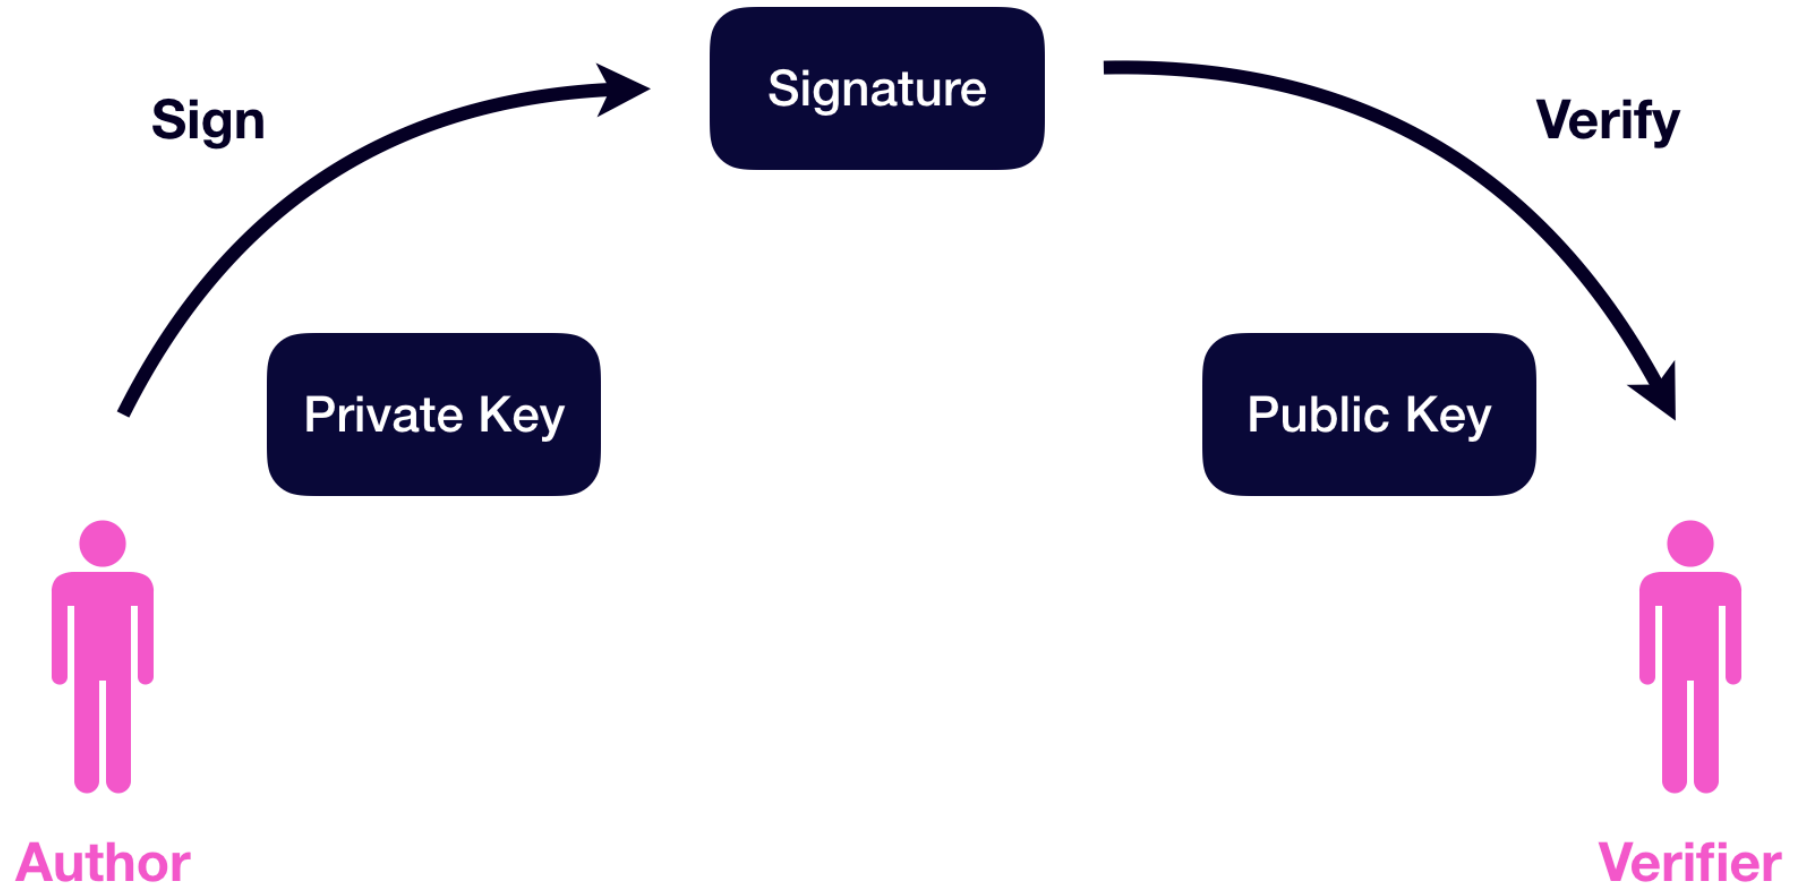 Signature
Sign
Verify
Private Key
Public Key
Author
Verifier